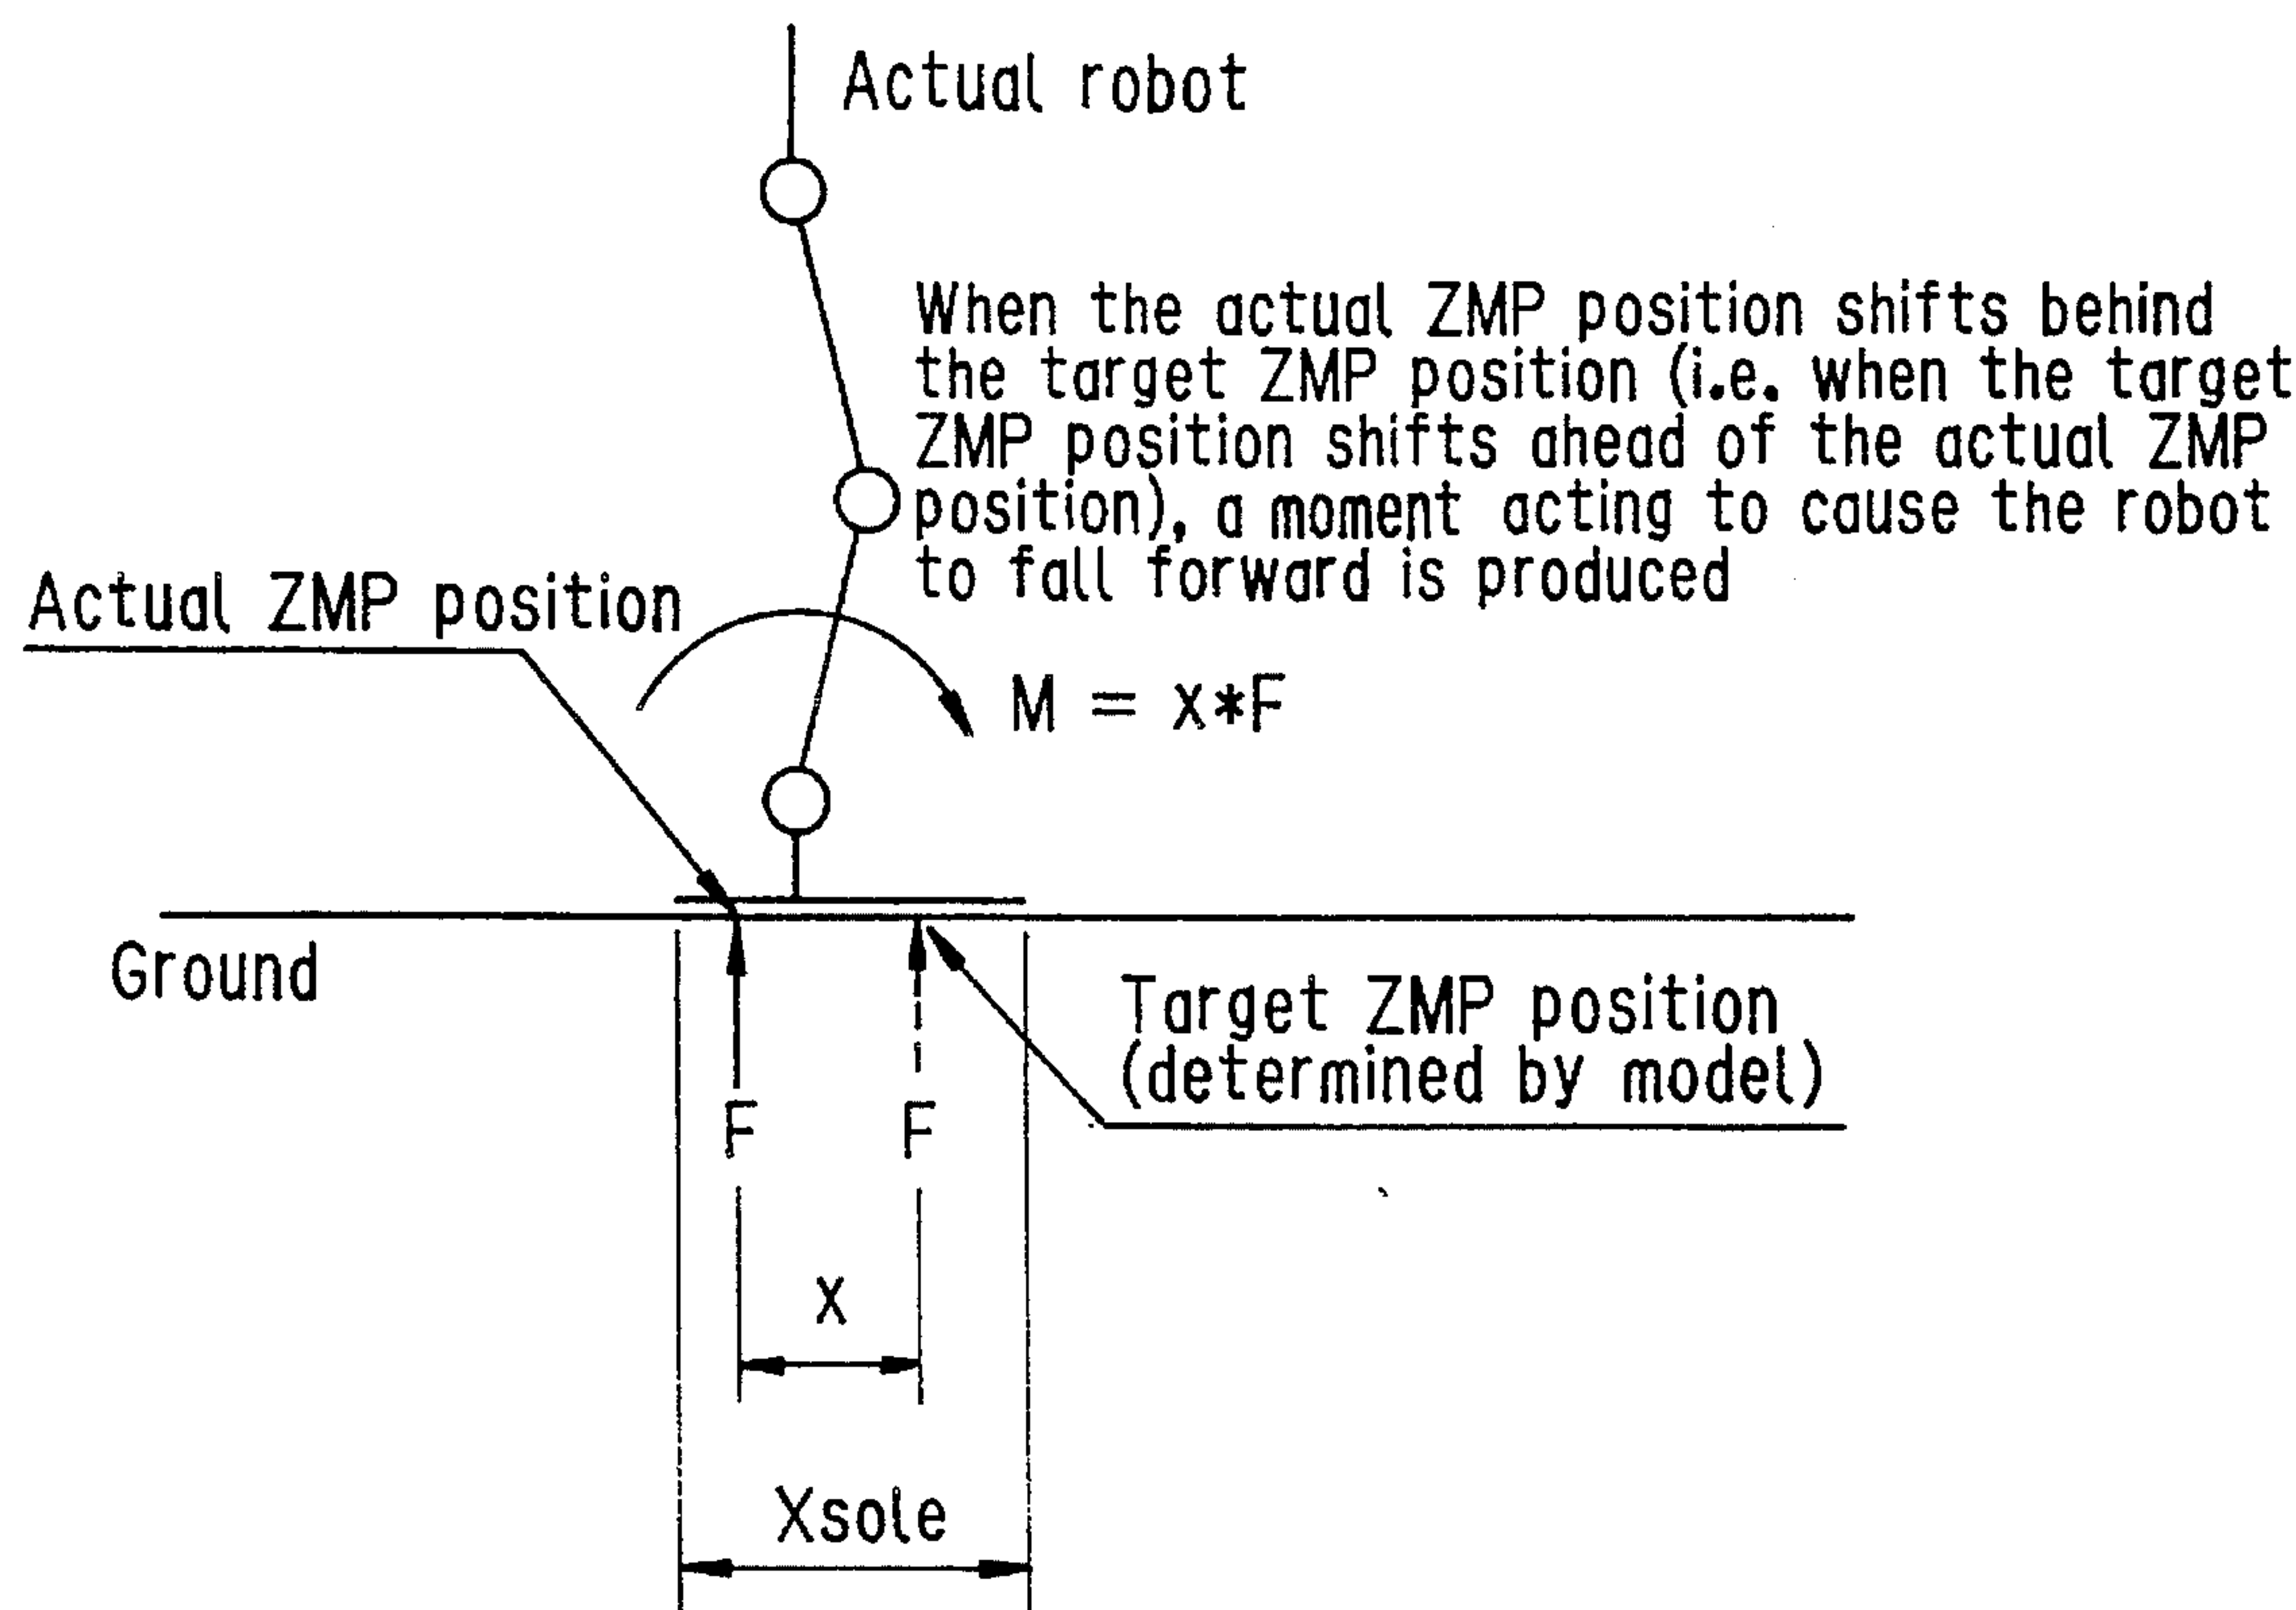 Actual robot
When the actual ZMP position shifts behind
the target ZMP position (i.e. when the target
ZMP position shifts ahead of the actual ZMP
position), a moment acting to cause the robot
to fall forward is produced
Actual ZMP position
M = x*F
Ground
Target ZMP position
(determined by model)
F F
x
Xsole